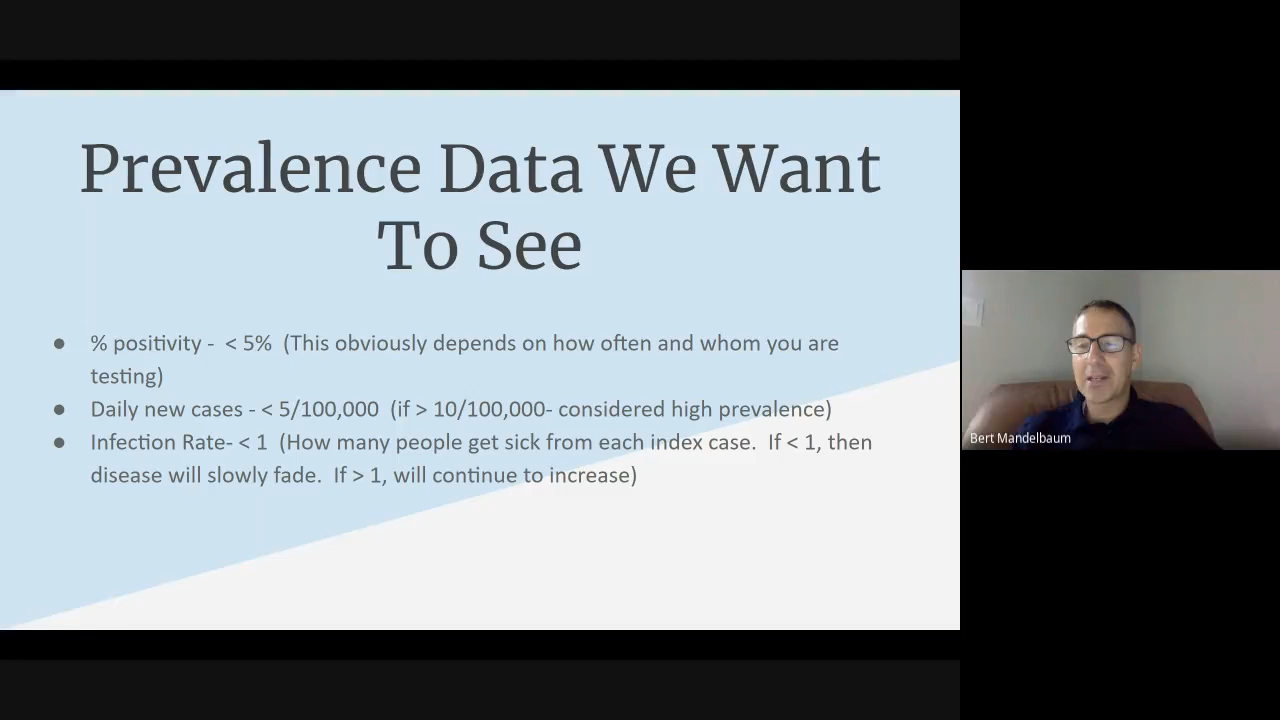 Prevalence Data We Want
To See
● % positivity -  < 5%  (This obviously depends on how often and whom you are
testing)
● Daily new cases - < 5/100,000  (if > 10/100,000- considered high prevalence)
● Infection Rate- < 1  (How many people get sick from each index case.  If < 1, then
disease will slowly fade.  If > 1, will continue to increase)
Bert Mandelbaum